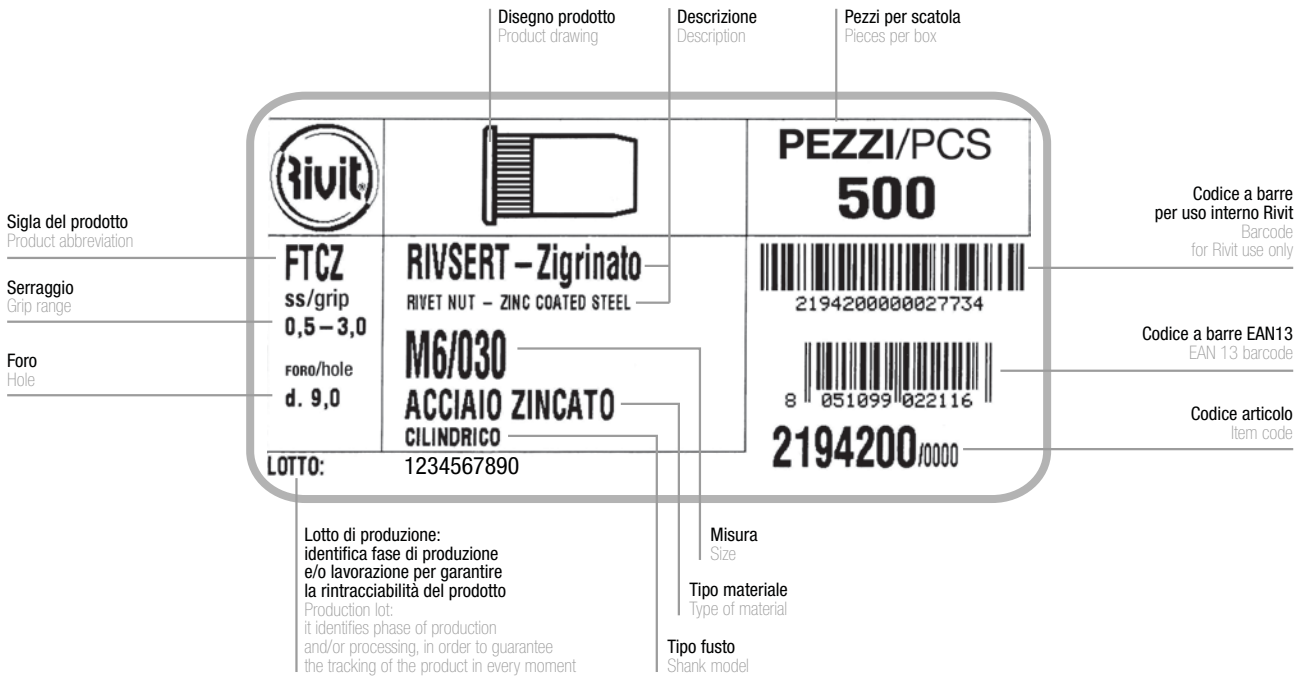 Disegno prodotto
Product drawing
Descrizione
Description
Pezzi per scatola
Pieces per box
Rivit®
PEZZI/PCS
500
Sigla del prodotto
Product abbreviation
Serraggio
Grip range
Foro
Hole
FTCZ
ss/grip
0,5–3,0
FORO/hole
d. 9,0
RIVSERT – Zigrinato
RIVET NUT – ZINC COATED STEEL
M6/030
ACCIAIO ZINCATO
CILINDRICO
LOTTO: 1234567890
2194200000027734
8 051099 022116
2194200/0000
Codice a barre
per uso interno Rivit
Barcode
for Rivit use only
Codice a barre EAN13
EAN 13 barcode
Codice articolo
Item code
Lotto di produzione:
identifica fase di produzione
e/o lavorazione per garantire
la rintracciabilità del prodotto
Production lot:
it identifies phase of production
and/or processing, in order to guarantee
the tracking of the product in every moment
Misura
Size
Tipo materiale
Type of material
Tipo fusto
Shank model